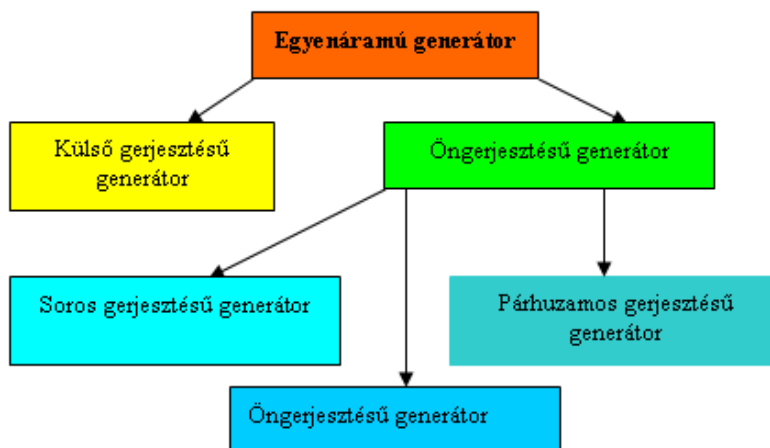 Egyenáramú generátor
Külső gerjesztésű
generátor
Öngerjesztésű generátor
Soros gerjesztésű generátor
Párhuzamos gerjesztésű
generátor
Öngerjesztésű generátor